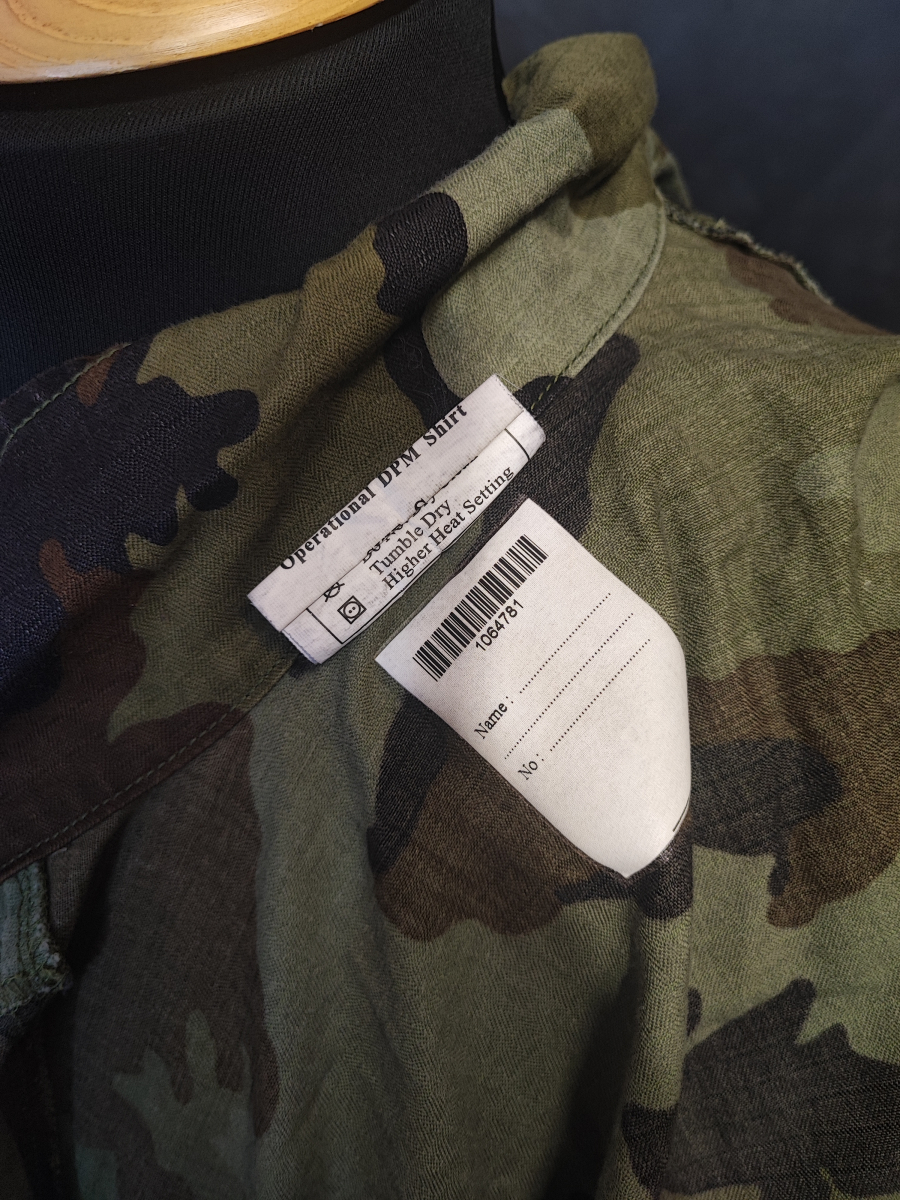 Operational DPM Shirt
Tumble Dry
Higher Heat Setting
1064781
Name :
No :